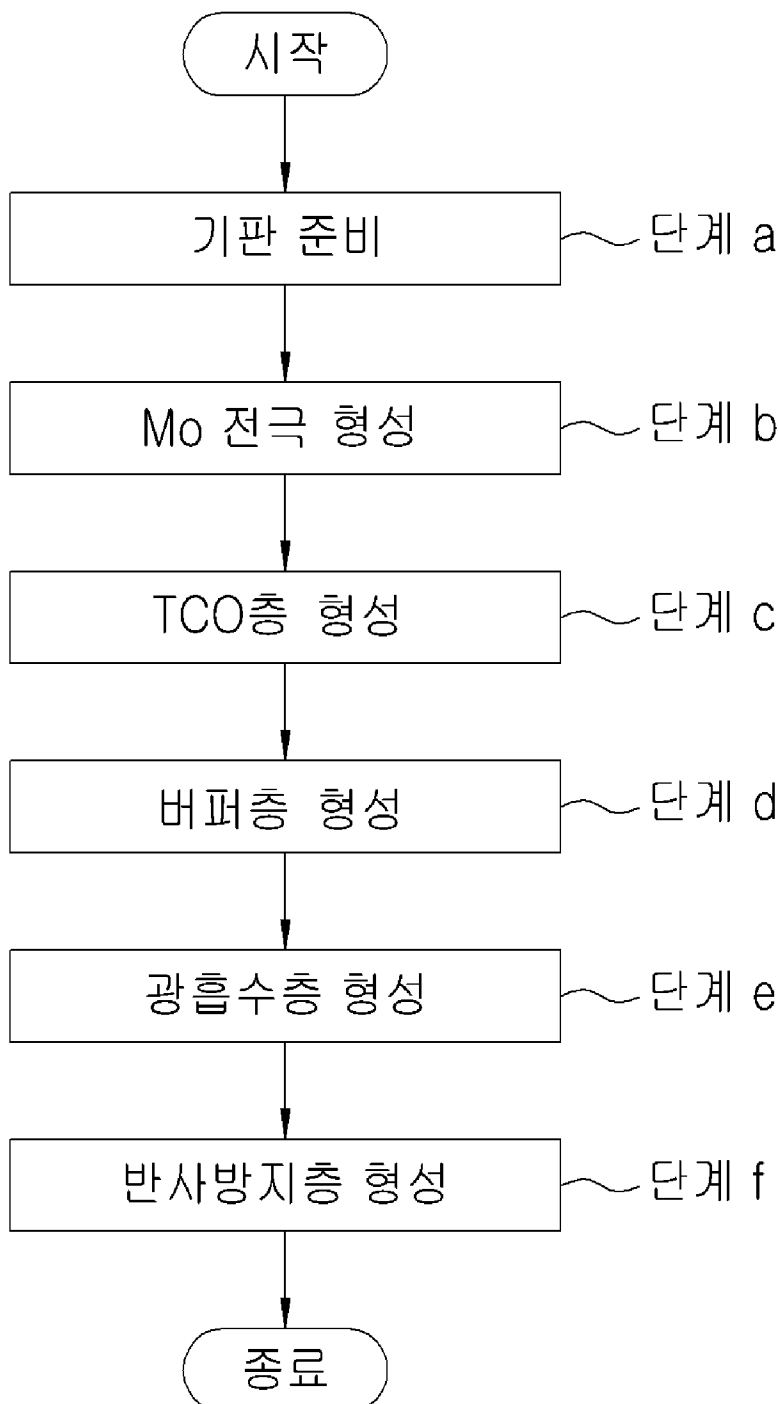 시작
기판 준비
단계 a
Mo 전극 형성
단계 b
TCO층 형성
단계 c
버퍼층 형성
단계 d
광흡수층 형성
단계 e
반사방지층 형성
단계 f
종료